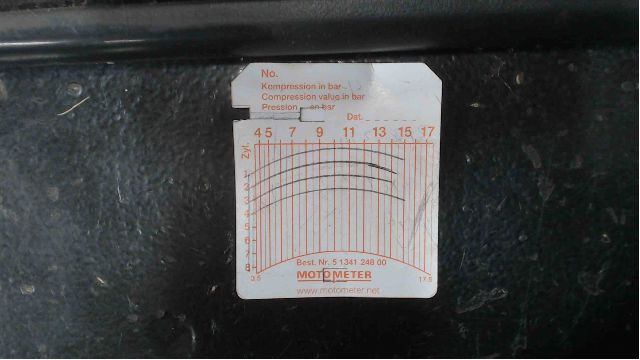 No.
Kompression in bar
Compression value in bar
Pression en bar
Dat.
4 5 7 9 11 13 15 17
Zyl.
1
2
3
4
5
6
7
8
3.5 17.5
Best. Nr. 5 1341 248 00
MOTOMETER
www.motometer.net